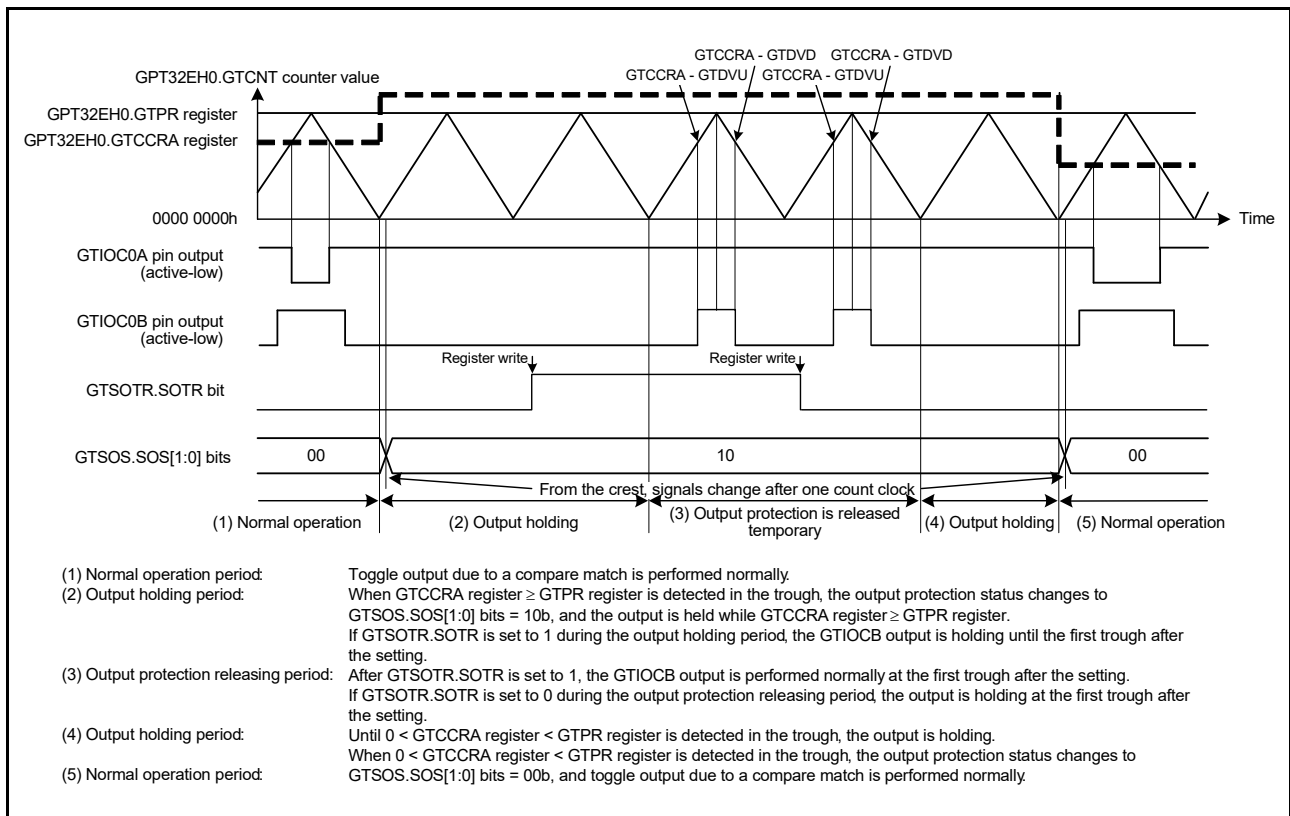 GTCCRA - GTDVD GTCCRA - GTDVD
GPT32EH0.GTCNT counter value
GTCCRA - GTDVU GTCCRA - GTDVU
GPT32EH0.GTPR register
GPT32EH0.GTCCRA register
0000 0000h
Time
GTIOC0A pin output
(active-low)
GTIOC0B pin output
(active-low)
Register write
Register write
GTSOTR.SOTR bit
GTSOS.SOS[1:0] bits
00
10
00
From the crest, signals change after one count clock
(1) Normal operation
(2) Output holding
(3) Output protection is released
temporary
(4) Output holding
(5) Normal operation
(1) Normal operation period: Toggle output due to a compare match is performed normally.
(2) Output holding period: When GTCCRA register ≥ GTPR register is detected in the trough, the output protection status changes to
GTSOS.SOS[1:0] bits = 10b, and the output is held while GTCCRA register ≥ GTPR register.
If GTSOTR.SOTR is set to 1 during the output holding period, the GTIOCB output is holding until the first trough after
the setting.
(3) Output protection releasing period: After GTSOTR.SOTR is set to 1, the GTIOCB output is performed normally at the first trough after the setting.
If GTSOTR.SOTR is set to 0 during the output protection releasing period, the output is holding at the first trough after
the setting.
(4) Output holding period: Until 0 < GTCCRA register < GTPR register is detected in the trough, the output is holding.
When 0 < GTCCRA register < GTPR register is detected in the trough, the output protection status changes to
(5) Normal operation period: GTSOS.SOS[1:0] bits = 00b, and toggle output due to a compare match is performed normally.